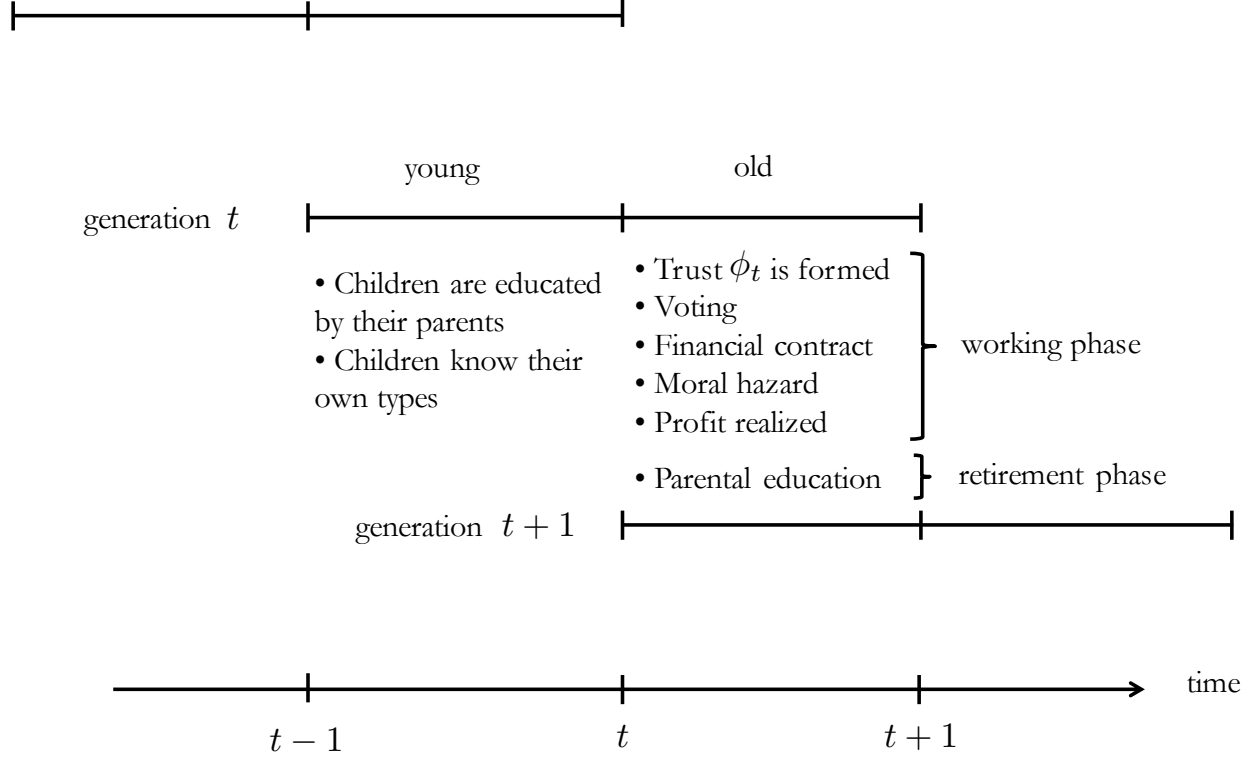 young
old
generation t
• Children are educated
by their parents
• Children know their
own types
• Trust ϕt is formed
• Voting
• Financial contract
• Moral hazard
• Profit realized
working phase
• Parental education
retirement phase
generation t + 1
time
t − 1
t
t + 1